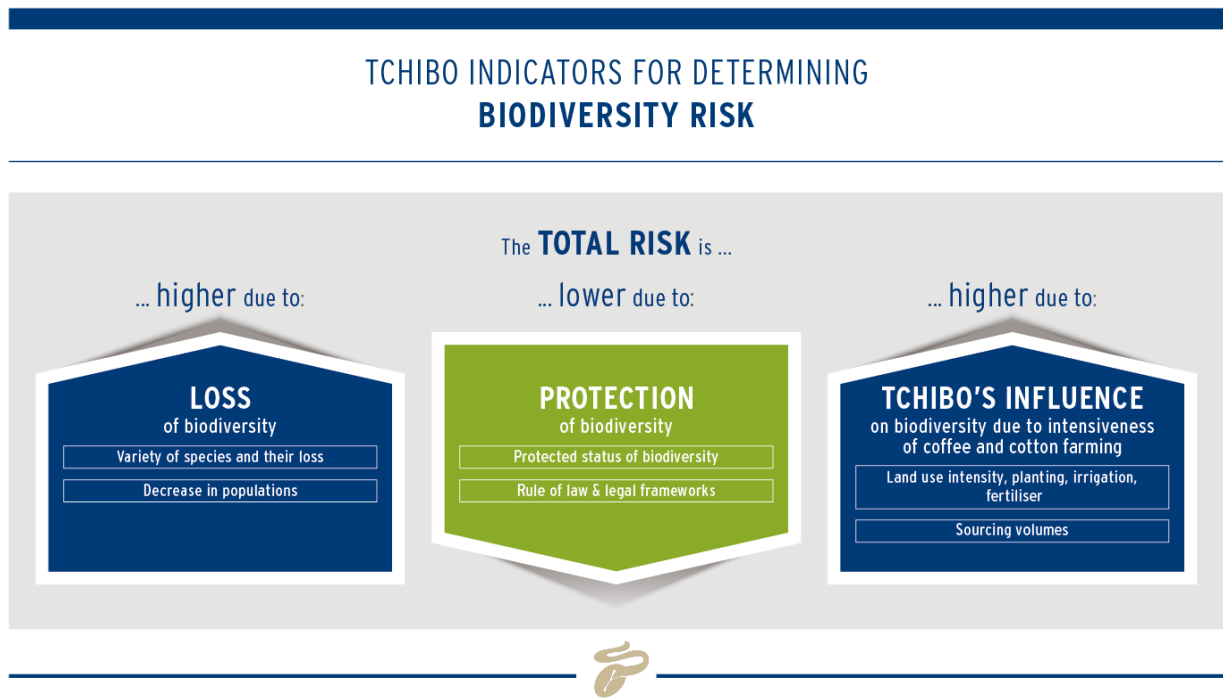 TCHIBO INDICATORS FOR DETERMINING
BIODIVERSITY RISK
The TOTAL RISK is ...
... higher due to:
LOSS
of biodiversity
Variety of species and their loss
Decrease in populations
... lower due to:
PROTECTION
of biodiversity
Protected status of biodiversity
Rule of law & legal frameworks
... higher due to:
TCHIBO'S INFLUENCE
on biodiversity due to intensiveness
of coffee and cotton farming
Land use intensity, planting, irrigation,
fertiliser
Sourcing volumes